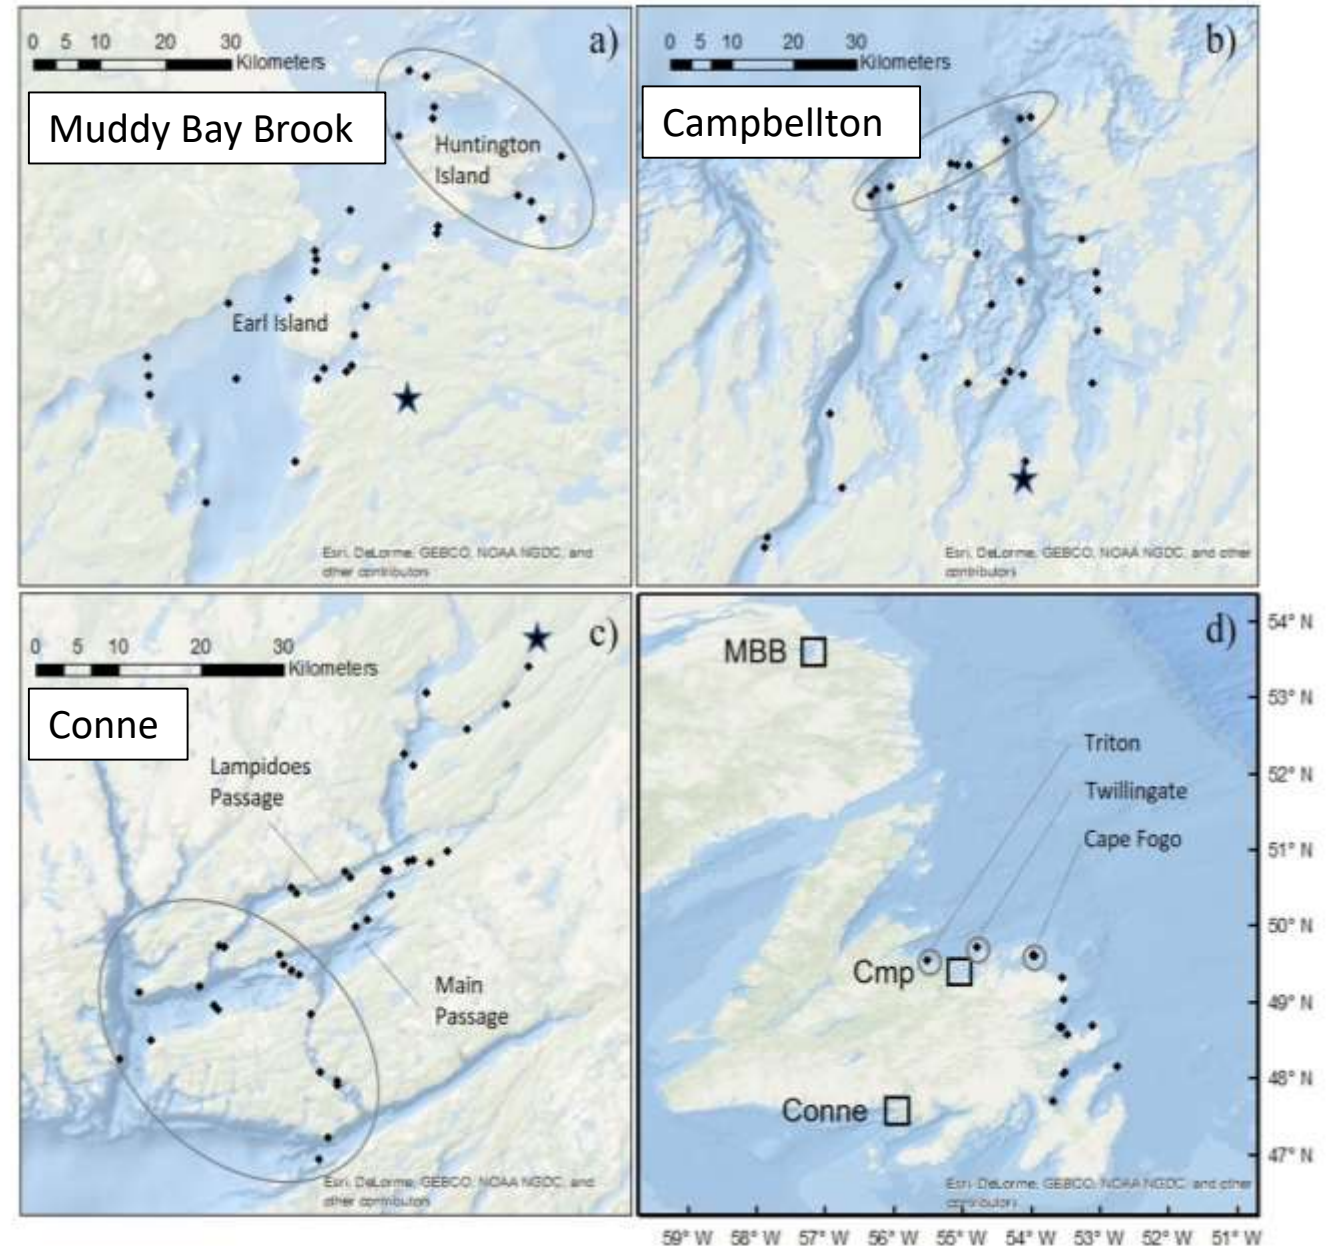 0 5 10 20 30
Kilometers
a)
Muddy Bay Brook
Huntington
Island
Earl Island
Esri, DeLorme, GEBCO, NOAA NGDC, and
other contributors
0 5 10 20 30
Kilometers
b)
Campbellton
Esri, DeLorme, GEBCO, NOAA NGDC, and other
contributors
0 5 10 20 30
Kilometers
c)
Conne
Lampidoes
Passage
Main
Passage
Esri, DeLorme, GEBCO, NOAA NGDC, and
other contributors
d)
MBB
Triton
Twillingate
Cape Fogo
Cmp
Conne
Esri, DeLorme, GEBCO, NOAA NGDC, and other
contributors
54° N
53° N
52° N
51° N
50° N
49° N
48° N
47° N
59° W 58° W 57° W 56° W 55° W 54° W 53° W 52° W 51° W